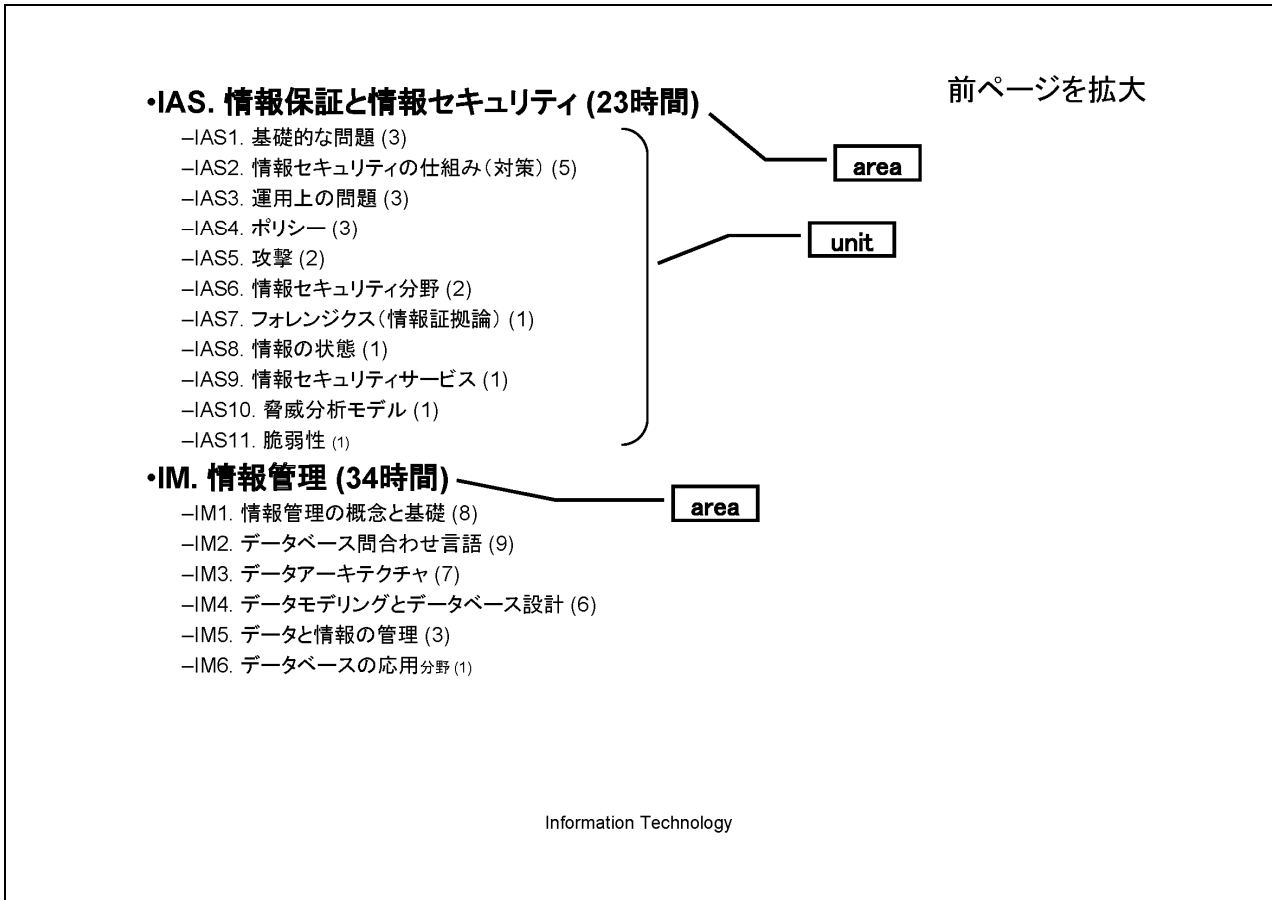 前ページを拡大
•IAS. 情報保証と情報セキュリティ (23時間)
area
–IAS1. 基礎的な問題 (3)
–IAS2. 情報セキュリティの仕組み（対策） (5)
–IAS3. 運用上の問題 (3)
–IAS4. ポリシー (3)
unit
–IAS5. 攻撃 (2)
–IAS6. 情報セキュリティ分野 (2)
–IAS7. フォレンジクス（情報証拠論） (1)
–IAS8. 情報の状態 (1)
–IAS9. 情報セキュリティサービス (1)
–IAS10. 脅威分析モデル (1)
–IAS11. 脆弱性 (1)
•IM. 情報管理 (34時間)
area
–IM1. 情報管理の概念と基礎 (8)
–IM2. データベース問合わせ言語 (9)
–IM3. データアーキテクチャ (7)
–IM4. データモデリングとデータベース設計 (6)
–IM5. データと情報の管理 (3)
–IM6. データベースの応用分野 (1)
Information Technology